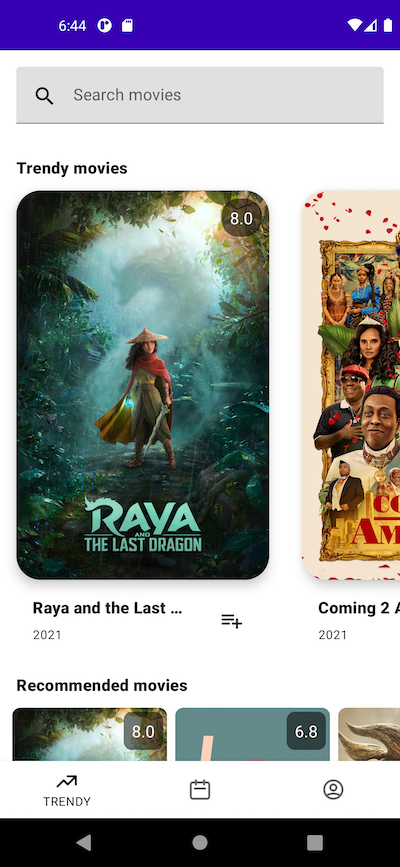 6:44
Search movies
Trendy movies
8.0
RAYA
AND
THE LAST DRAGON
CO
AM
Raya and the Last ...
2021
Coming 2 A
2021
Recommended movies
8.0
6.8
TRENDY